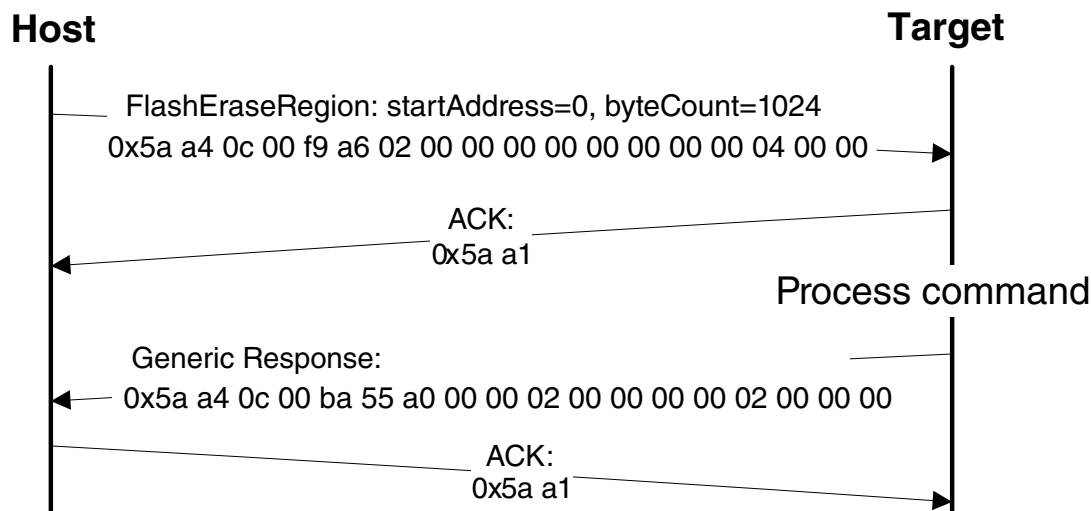 Host
Target
FlashEraseRegion: startAddress=0, byteCount=1024
0x5a a4 0c 00 f9 a6 02 00 00 00 00 00 00 00 00 04 00 00
ACK:
0x5a a1
Process command
Generic Response:
0x5a a4 0c 00 ba 55 a0 00 00 02 00 00 00 00 02 00 00 00
ACK:
0x5a a1